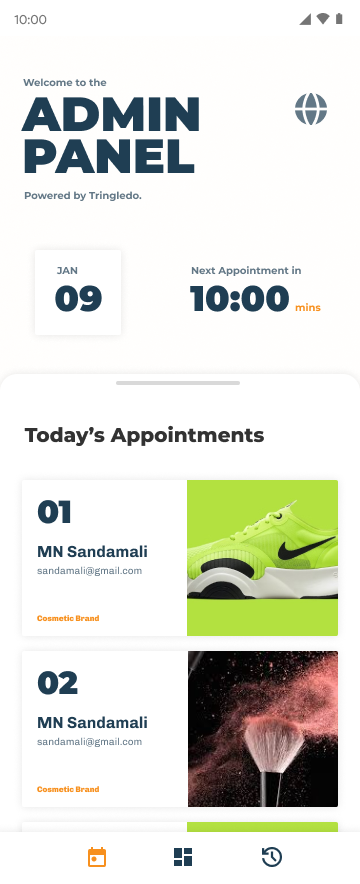 10:00
Welcome to the
ADMIN
PANEL
Powered by Tringledo.
JAN
09
Next Appointment in
10:00 mins
Today’s Appointments
01
MN Sandamali
sandamali@gmail.com
Cosmetic Brand
02
MN Sandamali
sandamali@gmail.com
Cosmetic Brand